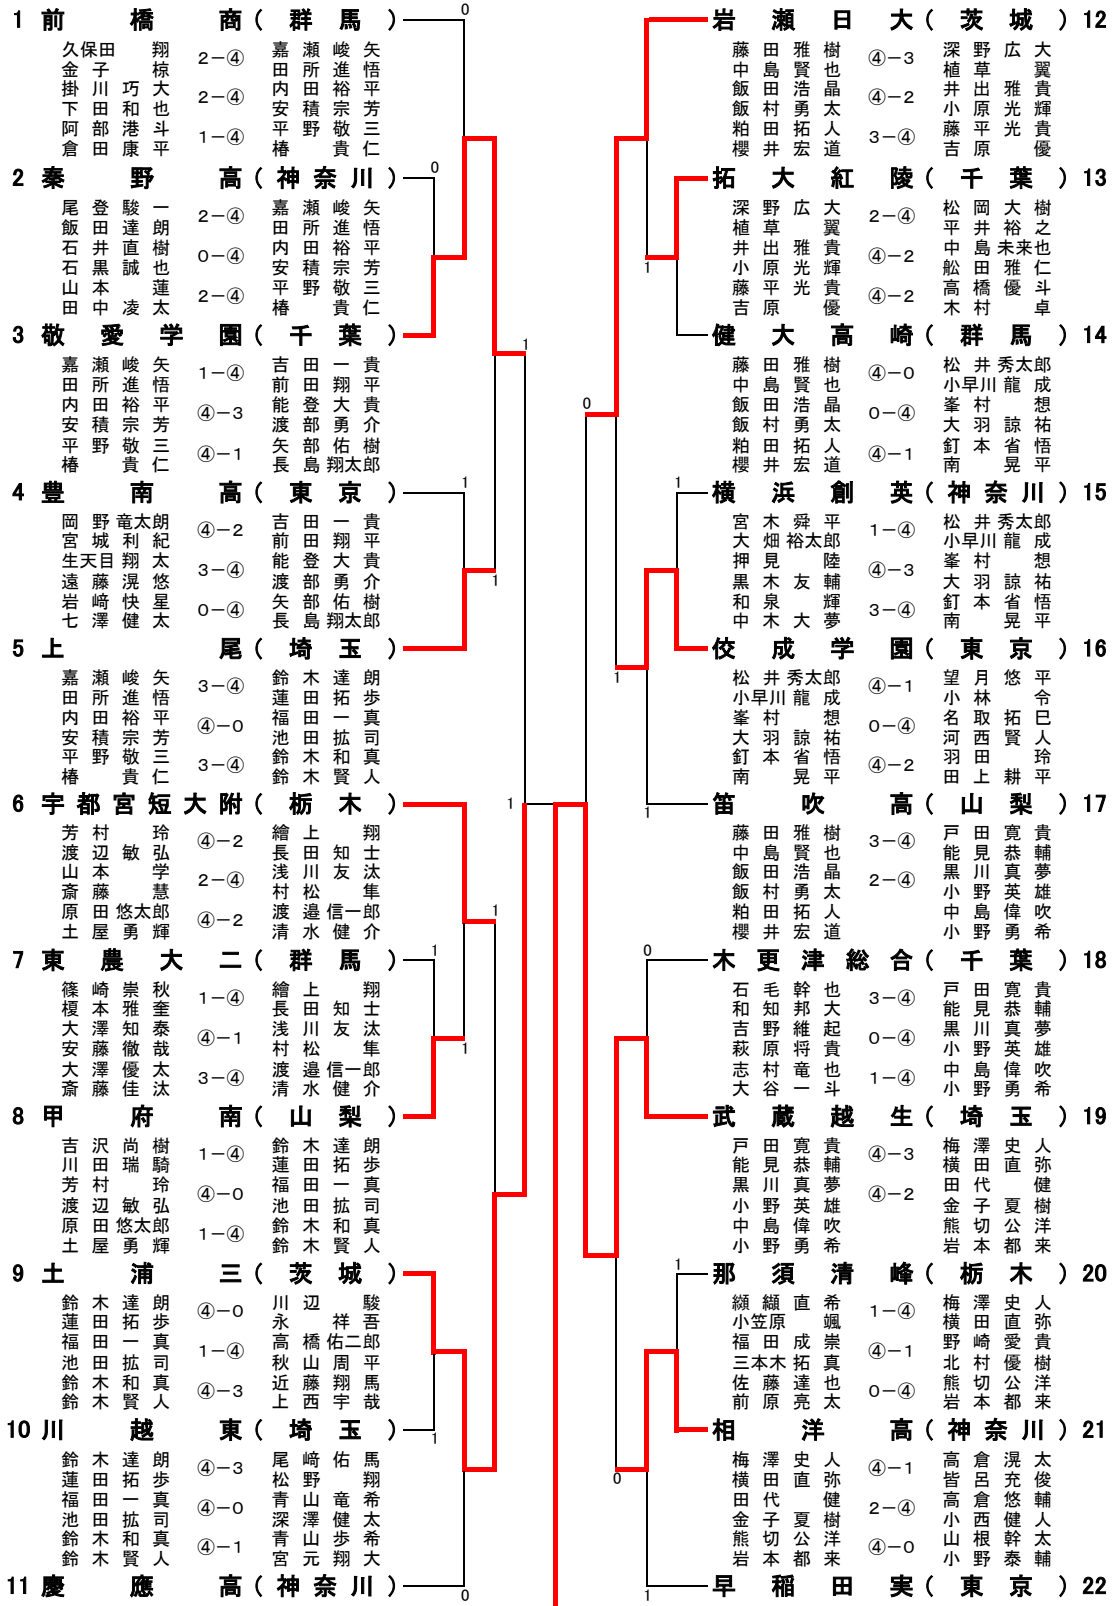 1 前橋商(群馬)
久保田翔 2－④ 嘉瀬峻矢
金子椋 田所進悟
掛川巧大 2－④ 内田裕平
下田和也 安積宗芳
阿部港斗 1－④ 平野敬三
倉田康平 椿貴仁
2 秦野高(神奈川)
尾登駿一 2－④ 嘉瀬峻矢
飯田達朗 田所進悟
石井直樹 0－④ 内田裕平
石黒誠也 安積宗芳
山本蓮 2－④ 平野敬三
田中凌太 椿貴仁
3 敬愛学園(千葉)
嘉瀬峻矢 1－④ 吉田一貴
田所進悟 前田翔平
内田裕平 ④－3 能登大貴
安積宗芳 渡部勇介
平野敬三 ④－1 矢部佑樹
椿貴仁 長島翔太郎
4 豊南高(東京)
岡野竜太朗 ④－2 吉田一貴
宮城利紀 前田翔平
生天目翔太 3－④ 能登大貴
遠藤滉悠 渡部勇介
岩﨑快星 0－④ 矢部佑樹
七澤健太 長島翔太郎
5 上尾(埼玉)
嘉瀬峻矢 3－④ 鈴木達朗
田所進悟 蓮田拓歩
内田裕平 ④－0 福田一真
安積宗芳 池田拡司
平野敬三 3－④ 鈴木和真
椿貴仁 鈴木賢人
6 宇都宮短大附(栃木)
芳村玲 ④－2 繪上翔
渡辺敏弘 長田知士
山本学 2－④ 浅川友汰
斎藤慧 村松隼
原田悠太郎 ④－2 渡邉信一郎
土屋勇輝 清水健介
7 東農大二(群馬)
篠崎崇秋 1－④ 繪上翔
榎本雅奎 長田知士
大澤知泰 ④－1 浅川友汰
安藤徹哉 村松隼
大澤優太 3－④ 渡邉信一郎
斎藤佳汰 清水健介
8 甲府南(山梨)
吉沢尚樹 1－④ 鈴木達朗
川田瑞騎 蓮田拓歩
芳村玲 ④－0 福田一真
渡辺敏弘 池田拡司
原田悠太郎 1－④ 鈴木和真
土屋勇輝 鈴木賢人
9 土浦三(茨城)
鈴木達朗 ④－0 川辺駿
蓮田拓歩 永祥吾
福田一真 1－④ 高橋佑二郎
池田拡司 秋山周平
鈴木和真 ④－3 近藤翔馬
鈴木賢人 上西宇哉
10 川越東(埼玉)
鈴木達朗 ④－3 尾﨑佑馬
蓮田拓歩 松野翔
福田一真 ④－0 青山竜希
池田拡司 深澤健太
鈴木和真 ④－1 青山歩希
鈴木賢人 宮元翔大
11 慶應高(神奈川)
0
0
1
1
1
1
1
1
1
1
0
岩瀬日大(茨城) 12
藤田雅樹 ④－3 深野広大
中島賢也 植草翼
飯田浩晶 ④－2 井出雅貴
飯村勇太 小原光輝
粕田拓人 3－④ 藤平光貴
櫻井宏道 吉原優
拓大紅陵(千葉) 13
深野広大 2－④ 松岡大樹
植草翼 平井裕之
井出雅貴 ④－2 中島未来也
小原光輝 舩田雅仁
藤平光貴 ④－2 高橋優斗
吉原優 木村卓
健大高崎(群馬) 14
藤田雅樹 ④－0 松井秀太郎
中島賢也 小早川龍成
飯田浩晶 0－④ 峯村想
飯村勇太 大羽諒祐
粕田拓人 ④－1 釘本省悟
櫻井宏道 南晃平
横浜創英(神奈川) 15
宮木舜平 1－④ 松井秀太郎
大畑裕太郎 小早川龍成
押見陸 ④－3 峯村想
黒木友輔 大羽諒祐
和泉輝 3－④ 釘本省悟
中木大夢 南晃平
佼成学園(東京) 16
松井秀太郎 ④－1 望月悠平
小早川龍成 小林令
峯村想 0－④ 名取拓巳
大羽諒祐 河西賢人
釘本省悟 ④－2 羽田玲
南晃平 田上耕平
笛吹高(山梨) 17
藤田雅樹 3－④ 戸田寛貴
中島賢也 能見恭輔
飯田浩晶 2－④ 黒川真夢
飯村勇太 小野英雄
粕田拓人 中島偉吹
櫻井宏道 小野勇希
木更津総合(千葉) 18
石毛幹也 3－④ 戸田寛貴
和知邦大 能見恭輔
吉野維起 0－④ 黒川真夢
萩原将貴 小野英雄
志村竜也 1－④ 中島偉吹
大谷一斗 小野勇希
武蔵越生(埼玉) 19
戸田寛貴 ④－3 梅澤史人
能見恭輔 横田直弥
黒川真夢 ④－2 田代健
小野英雄 金子夏樹
中島偉吹 熊切公洋
小野勇希 岩本都来
那須清峰(栃木) 20
纐纈直希 1－④ 梅澤史人
小笠原颯 横田直弥
福田成崇 ④－1 野崎愛貴
三本木拓真 北村優樹
佐藤達也 0－④ 熊切公洋
前原亮太 岩本都来
相洋高(神奈川) 21
梅澤史人 ④－1 高倉滉太
横田直弥 皆呂充俊
田代健 2－④ 高倉悠輔
金子夏樹 小西健人
熊切公洋 ④－0 山根幹太
岩本都来 小野泰輔
早稲田実(東京) 22
1
0
1
1
1
0
1
0
1